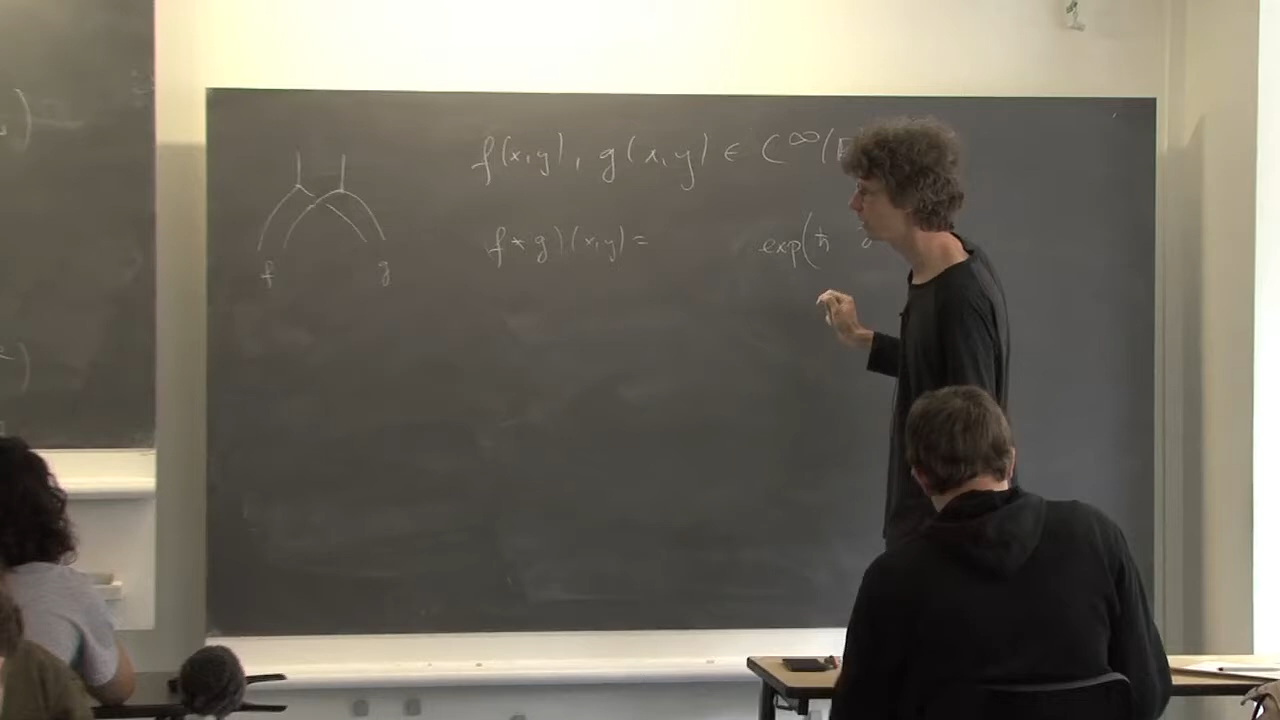 f(x,y), g(x,y) ∈ C^∞(
f * g)(x,y) = exp(ħ
f g